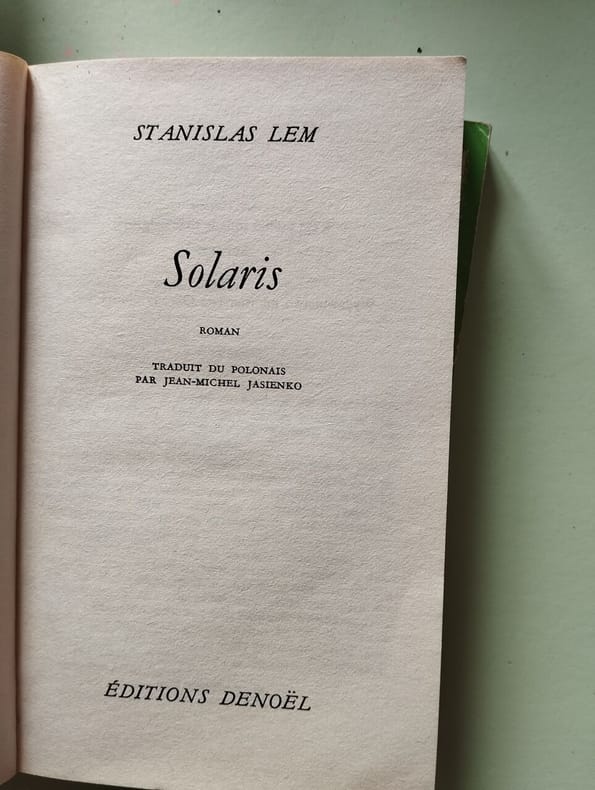 STANISLAS LEM
Solaris
ROMAN
TRADUIT DU POLONAIS
PAR JEAN-MICHEL JASIENKO
ÉDITIONS DENOËL